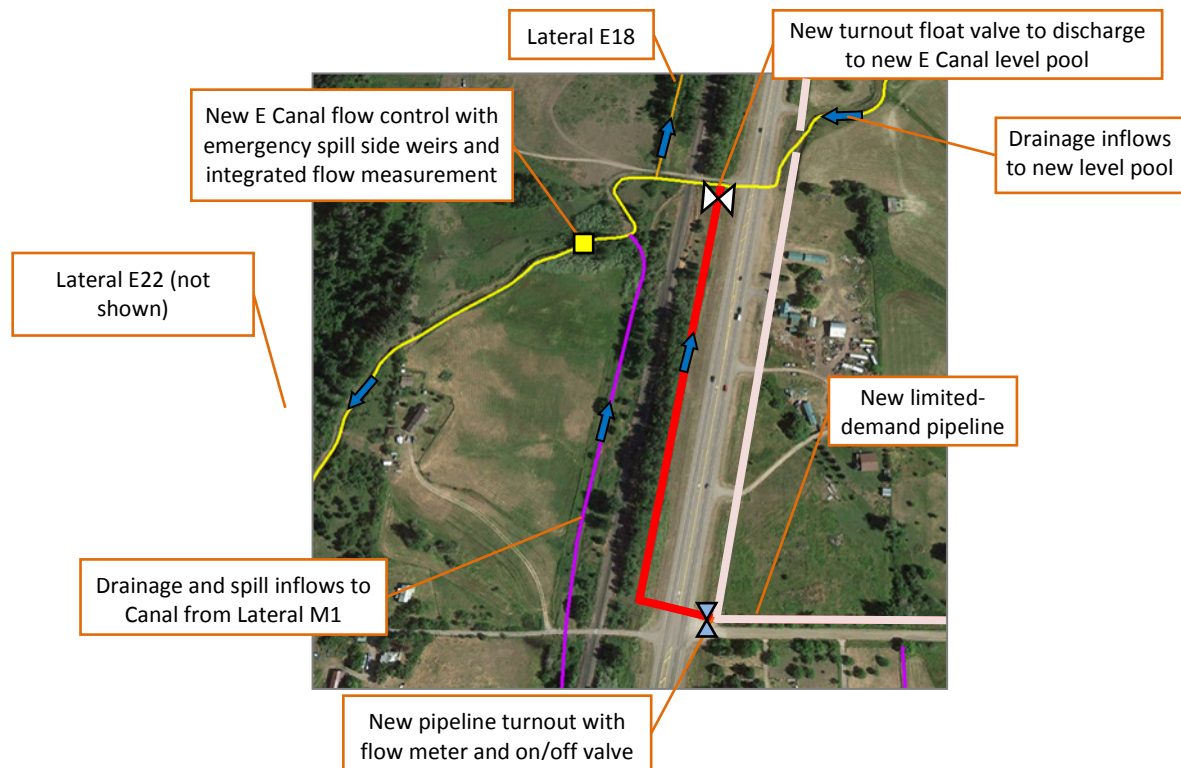 Lateral E18
New turnout float valve to discharge
to new E Canal level pool
New E Canal flow control with
emergency spill side weirs and
integrated flow measurement
Drainage inflows
to new level pool
Lateral E22 (not
shown)
New limited-
demand pipeline
Drainage and spill inflows to
Canal from Lateral M1
New pipeline turnout with
flow meter and on/off valve